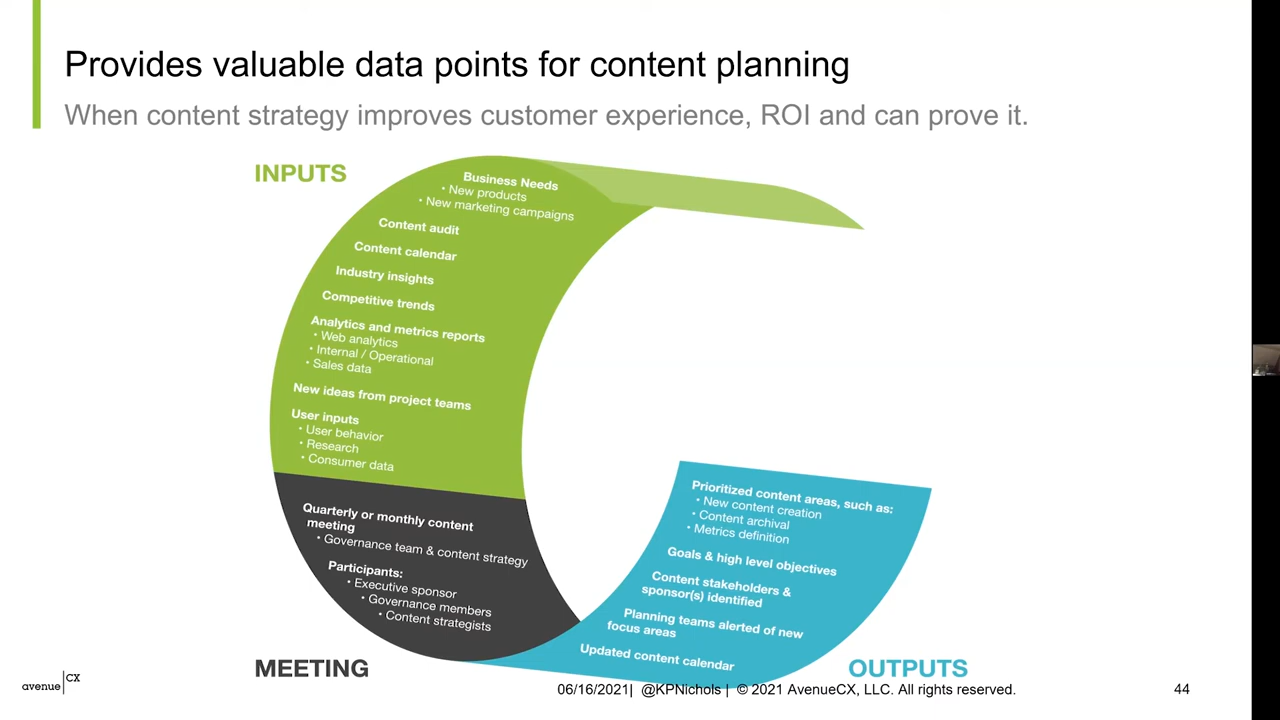 Provides valuable data points for content planning
When content strategy improves customer experience, ROI and can prove it.
INPUTS
Business Needs
• New products
• New marketing campaigns
Content audit
Content calendar
Industry insights
Competitive trends
Analytics and metrics reports
• Web analytics
• Internal / Operational
• Sales data
New ideas from project teams
User inputs
• User behavior
• Research
• Consumer data
Quarterly or monthly content
meeting
• Governance team & content strategy
Participants:
• Executive sponsor
• Governance members
• Content strategists
MEETING
Prioritized content areas, such as:
• New content creation
• Content archival
• Metrics definition
Goals & high level objectives
Content stakeholders &
sponsor(s) identified
Planning teams alerted of new
focus areas
Updated content calendar
OUTPUTS
avenue CX
06/16/2021| @KPNichols | © 2021 AvenueCX, LLC. All rights reserved.
44